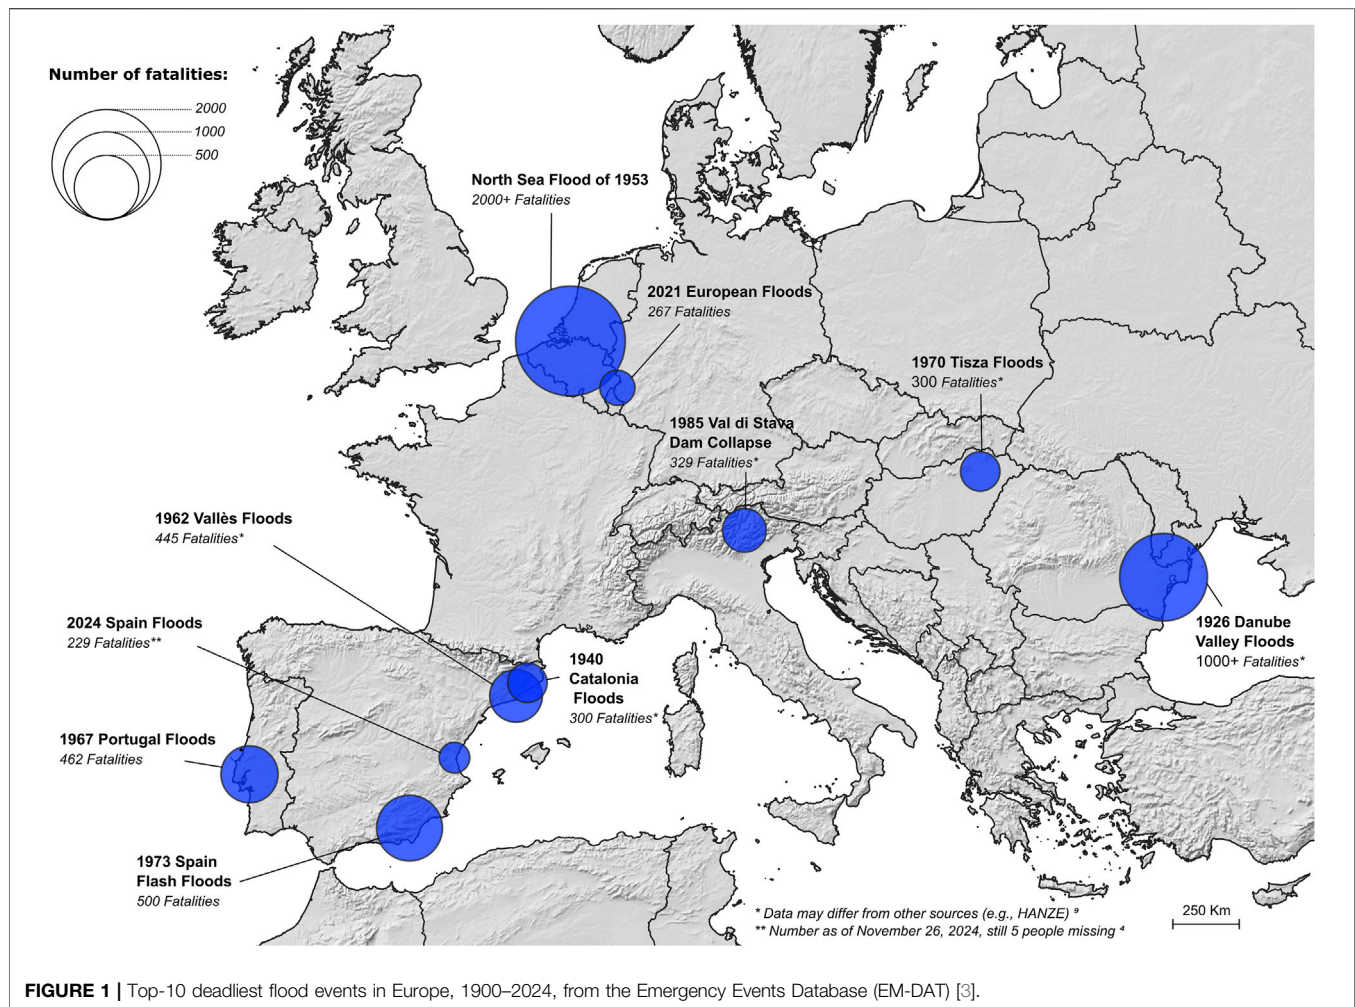 Number of fatalities:
2000
1000
500
North Sea Flood of 1953
2000+ Fatalities
2021 European Floods
267 Fatalities
1970 Tisza Floods
300 Fatalities*
1985 Val di Stava
Dam Collapse
329 Fatalities*
1962 Vallès Floods
445 Fatalities*
2024 Spain Floods
229 Fatalities**
1926 Danube
Valley Floods
1000+ Fatalities*
1940
Catalonia
Floods
300 Fatalities*
1967 Portugal Floods
462 Fatalities
1973 Spain
Flash Floods
500 Fatalities
* Data may differ from other sources (e.g., HANZE) ⁹
** Number as of November 26, 2024, still 5 people missing ⁴
250 Km
FIGURE 1 | Top-10 deadliest flood events in Europe, 1900–2024, from the Emergency Events Database (EM-DAT) [3].